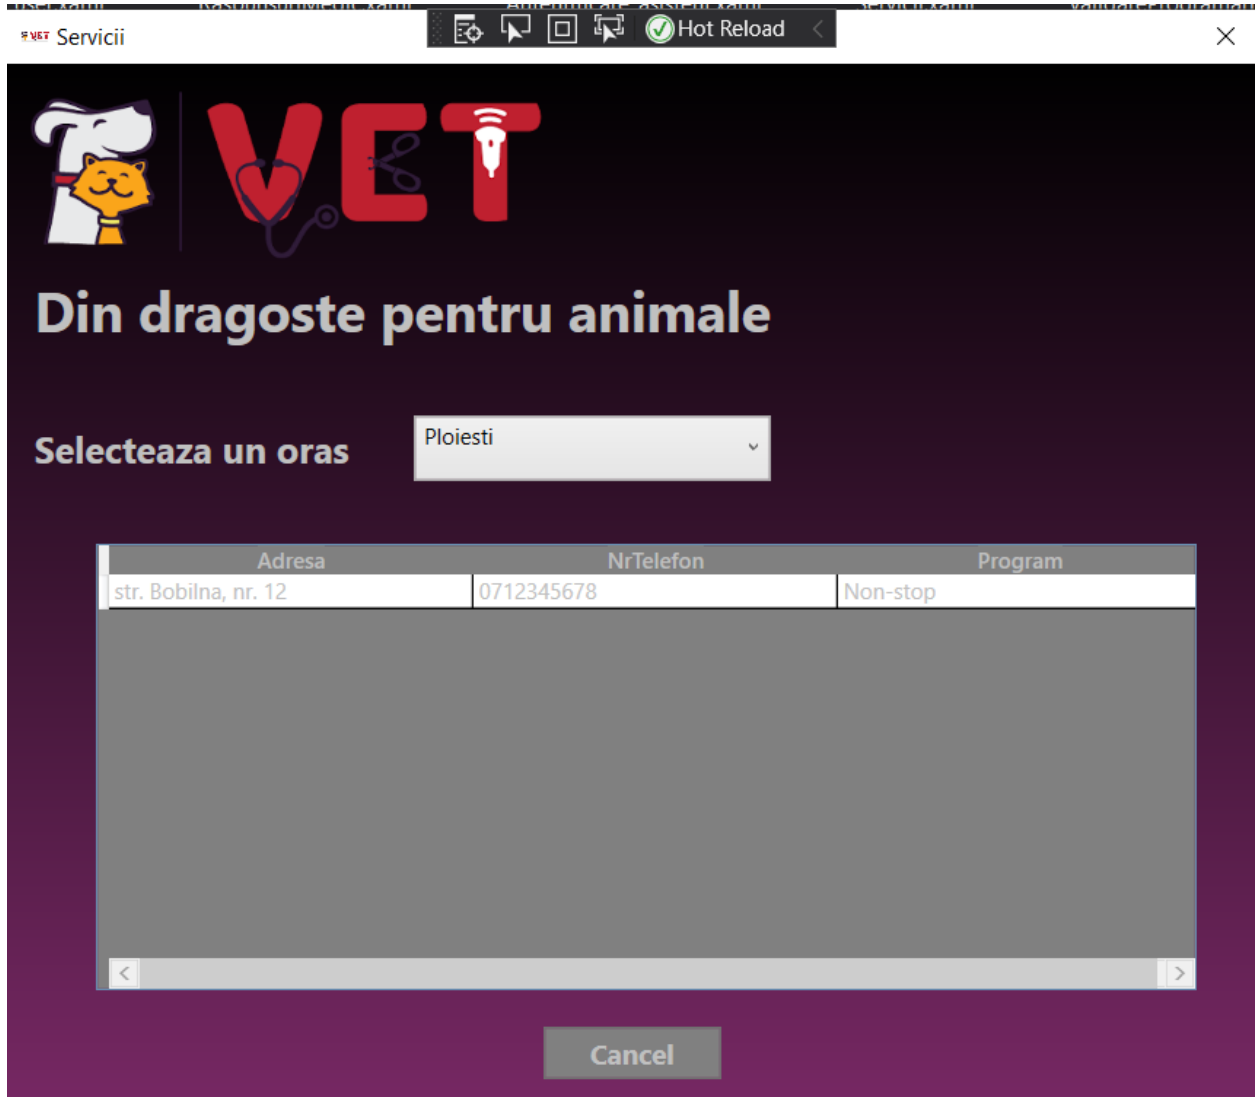 VET Servicii
Hot Reload
VET
Din dragoste pentru animale
Selecteaza un oras
Ploiesti
Adresa NrTelefon Program
str. Bobilna, nr. 12 0712345678 Non-stop
Cancel